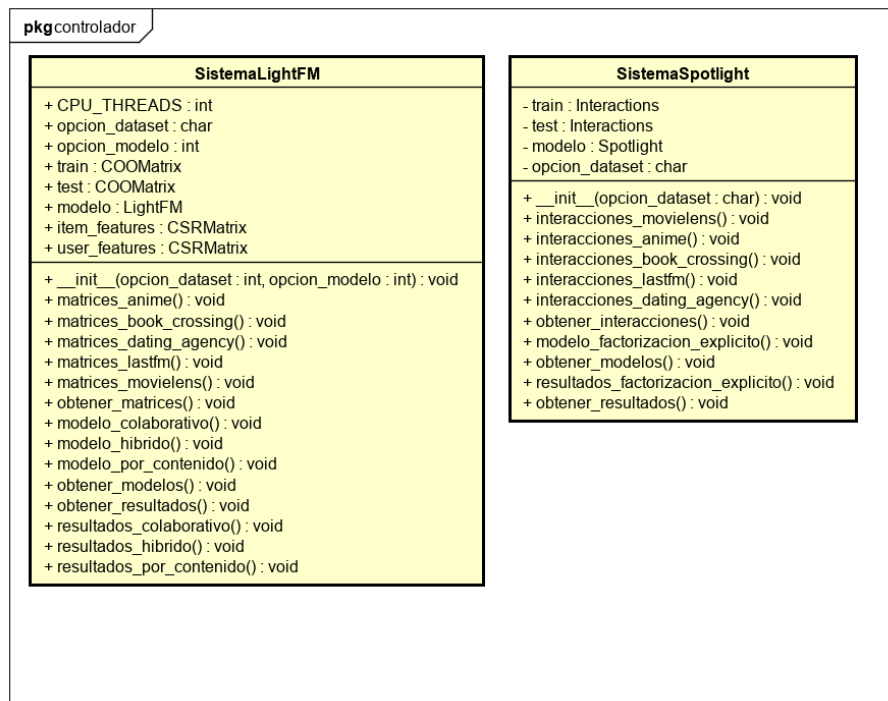 pkg controlador
SistemaLightFM
+ CPU_THREADS : int
+ opcion_dataset : char
+ opcion_modelo : int
+ train : COOMatrix
+ test : COOMatrix
+ modelo : LightFM
+ item_features : CSRMatrix
+ user_features : CSRMatrix
+ __init__(opcion_dataset : int, opcion_modelo : int) : void
+ matrices_anime() : void
+ matrices_book_crossing() : void
+ matrices_dating_agency() : void
+ matrices_lastfm() : void
+ matrices_movielens() : void
+ obtener_matrices() : void
+ modelo_colaborativo() : void
+ modelo_hibrido() : void
+ modelo_por_contenido() : void
+ obtener_modelos() : void
+ obtener_resultados() : void
+ resultados_colaborativo() : void
+ resultados_hibrido() : void
+ resultados_por_contenido() : void
SistemaSpotlight
- train : Interactions
- test : Interactions
- modelo : Spotlight
- opcion_dataset : char
+ __init__(opcion_dataset : char) : void
+ interacciones_movielens() : void
+ interacciones_anime() : void
+ interacciones_book_crossing() : void
+ interacciones_lastfm() : void
+ interacciones_dating_agency() : void
+ obtener_interacciones() : void
+ modelo_factorizacion_explicito() : void
+ obtener_modelos() : void
+ resultados_factorizacion_explicito() : void
+ obtener_resultados() : void